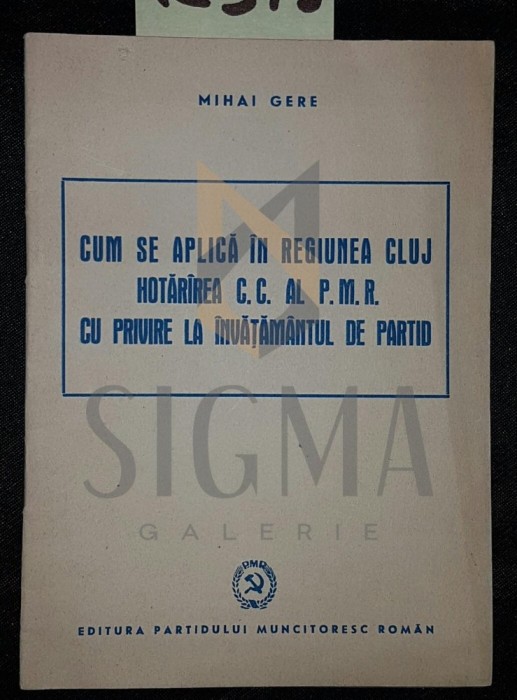 MIHAI GERE
CUM SE APLICĂ ÎN REGIUNEA CLUJ
HOTĂRÎREA C.C. AL P.M.R.
CU PRIVIRE LA ÎNVĂȚĂMÂNTUL DE PARTID
SIGMA
GALERIE
PMR
EDITURA PARTIDULUI MUNCITORESC ROMÂN